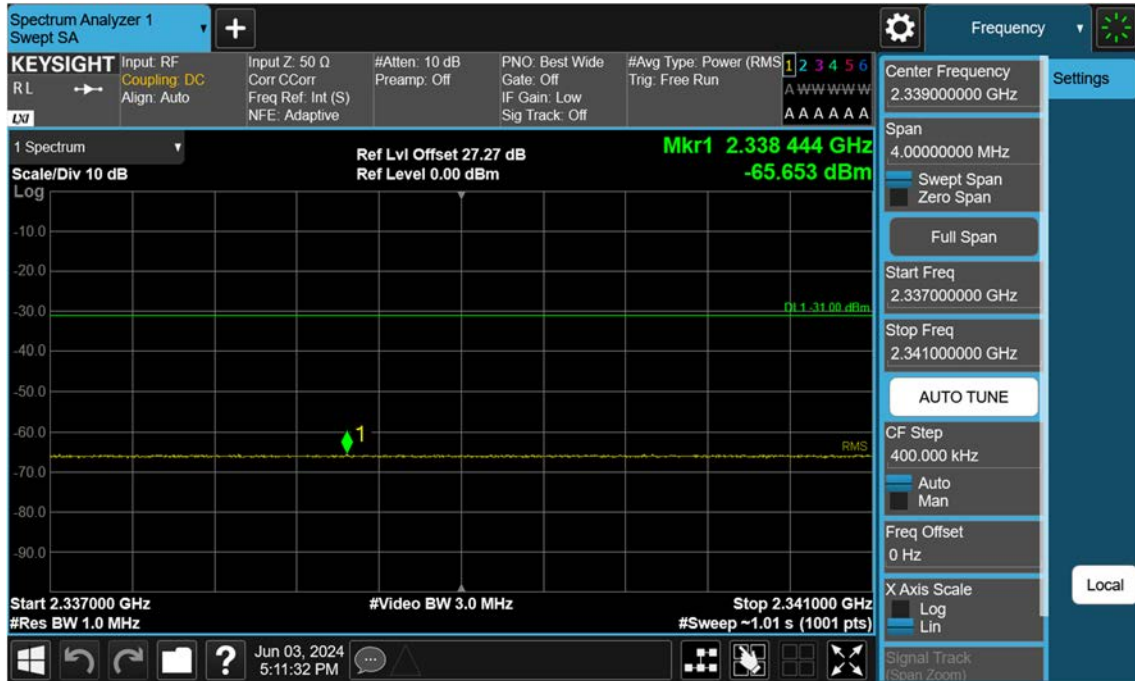 Spectrum Analyzer 1
Swept SA
+
Frequency
KEYSIGHT
R L
LXI
Input: RF
Coupling: DC
Align: Auto
Input Z: 50 Ω
Corr CCorr
Freq Ref: Int (S)
NFE: Adaptive
#Atten: 10 dB
Preamp: Off
PNO: Best Wide
Gate: Off
IF Gain: Low
Sig Track: Off
#Avg Type: Power (RMS
Trig: Free Run
1 2 3 4 5 6
A W W W W W
A A A A A A
1 Spectrum
Scale/Div 10 dB
Log
Ref Lvl Offset 27.27 dB
Ref Level 0.00 dBm
Mkr1 2.338 444 GHz
-65.653 dBm
-10.0
-20.0
-30.0
DL1 -31.00 dBm
-40.0
-50.0
-60.0
1
RMS
-70.0
-80.0
-90.0
Start 2.337000 GHz
#Res BW 1.0 MHz
#Video BW 3.0 MHz
Stop 2.341000 GHz
#Sweep ~1.01 s (1001 pts)
?
Jun 03, 2024
5:11:32 PM
Center Frequency
2.339000000 GHz
Span
4.00000000 MHz
Swept Span
Zero Span
Full Span
Start Freq
2.337000000 GHz
Stop Freq
2.341000000 GHz
AUTO TUNE
CF Step
400.000 kHz
Auto
Man
Freq Offset
0 Hz
X Axis Scale
Log
Lin
Signal Track
(Span Zoom)
Settings
Local